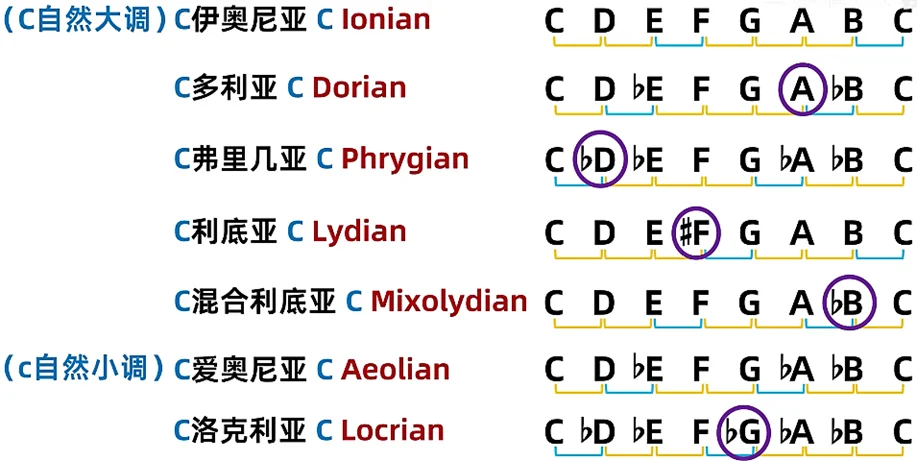 （C自然大调）C伊奥尼亚 C Ionian C D E F G A B C
C多利亚 C Dorian C D ♭E F G A ♭B C
C弗里几亚 C Phrygian C ♭D ♭E F G ♭A ♭B C
C利底亚 C Lydian C D E ♯F G A B C
C混合利底亚 C Mixolydian C D E F G A ♭B C
（c自然小调）C爱奥尼亚 C Aeolian C D ♭E F G ♭A ♭B C
C洛克利亚 C Locrian C ♭D ♭E F ♭G ♭A ♭B C